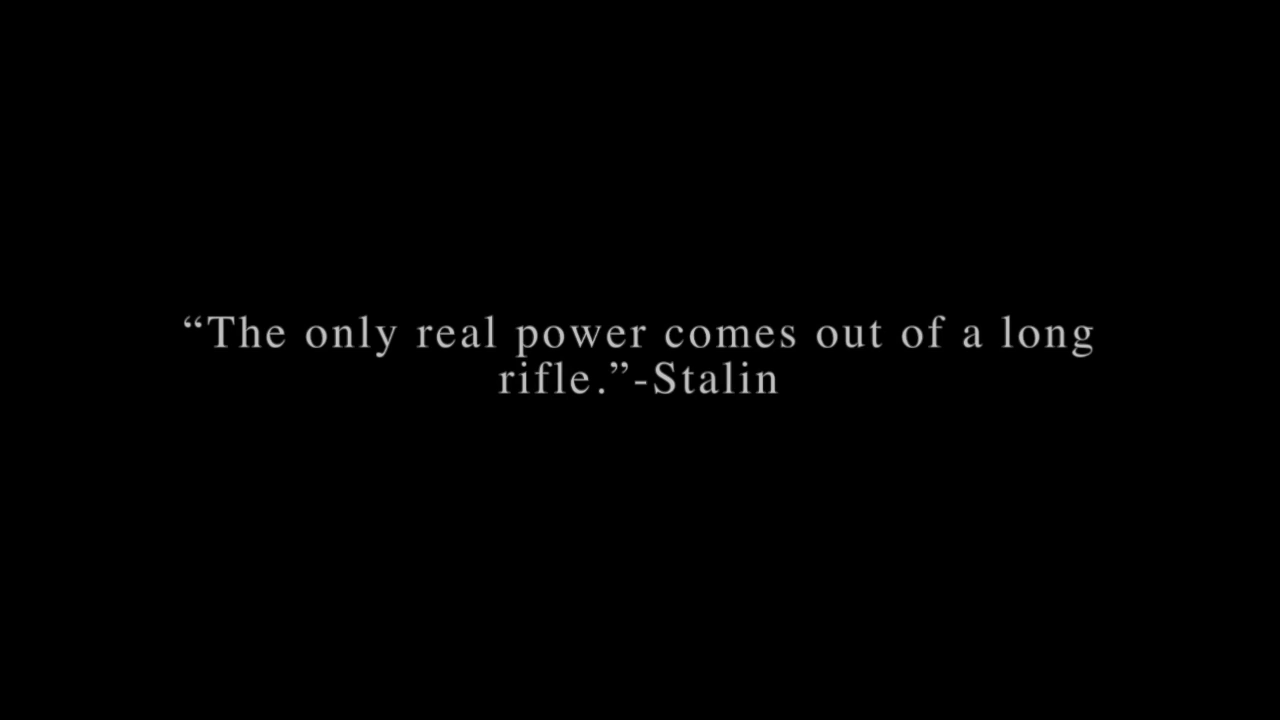 “The only real power comes out of a long
rifle.”-Stalin